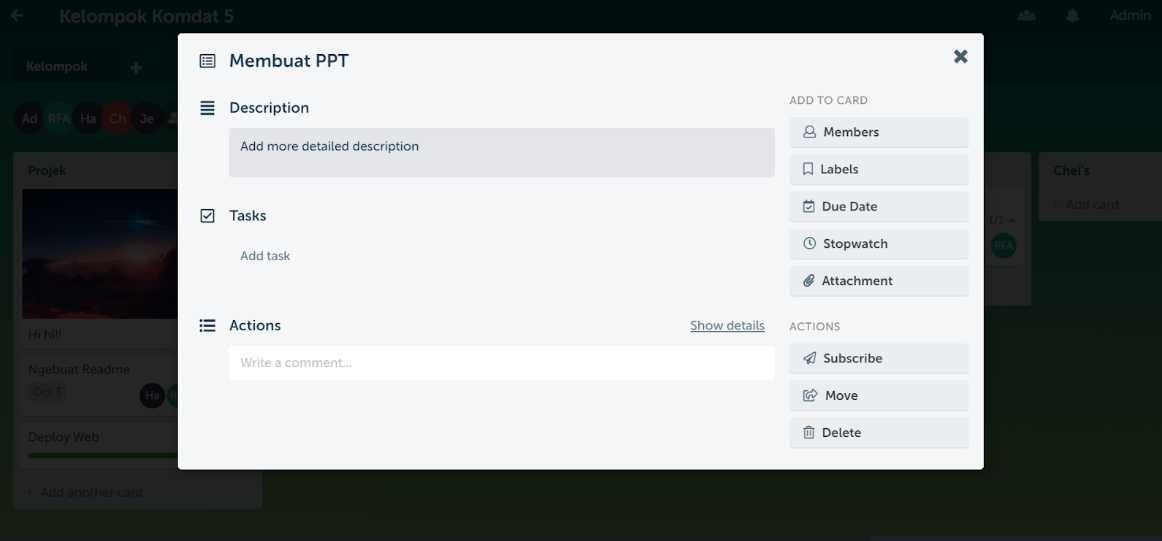 Kelompok Komdat 5
Admin
Kelompok
Ad RFA Ha Ch Je
Projek
Hi hi!!
Ngebuat Readme
Oct 3
Ha
Deploy Web
+ Add another card
Membuat PPT
Description
Add more detailed description
Tasks
Add task
Actions
Show details
Write a comment...
ADD TO CARD
Members
Labels
Due Date
Stopwatch
Attachment
ACTIONS
Subscribe
Move
Delete
1/1
RFA
Chei's
+ Add card